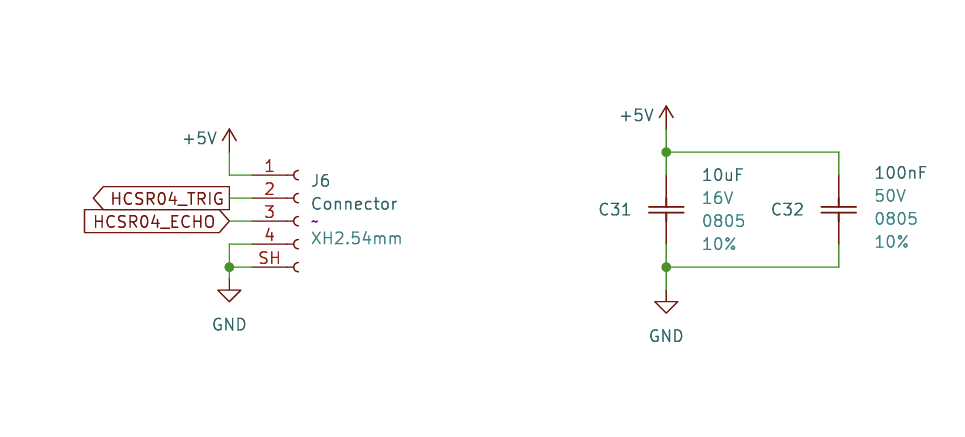 +5V
1
HCSR04_TRIG 2
HCSR04_ECHO 3
4
SH
J6
Connector
~
XH2.54mm
GND
+5V
C31
10uF
16V
0805
10%
C32
100nF
50V
0805
10%
GND